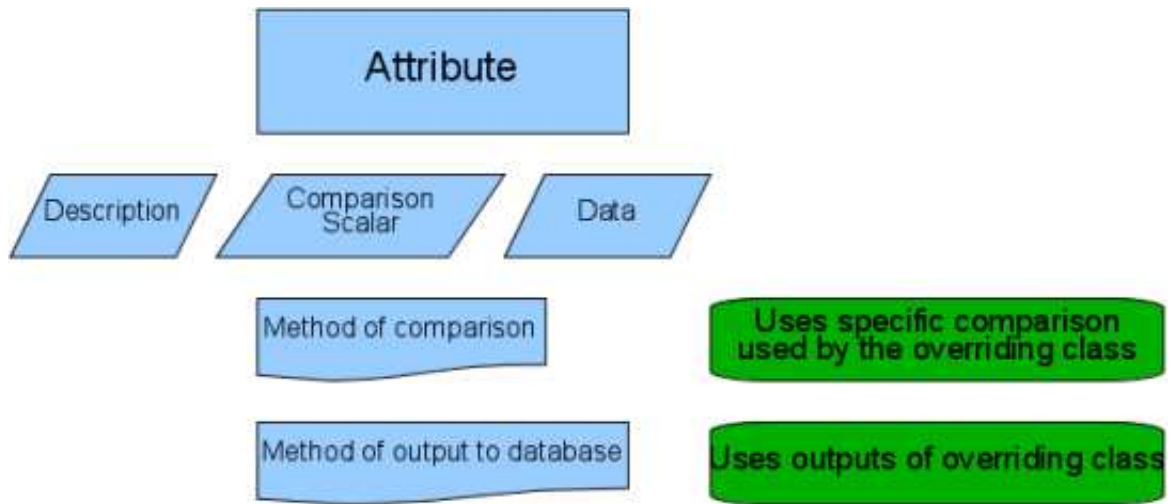 Attribute
Description
Comparison
Scalar
Data
Method of comparison
Uses specific comparison
used by the overriding class
Method of output to database
Uses outputs of overriding class